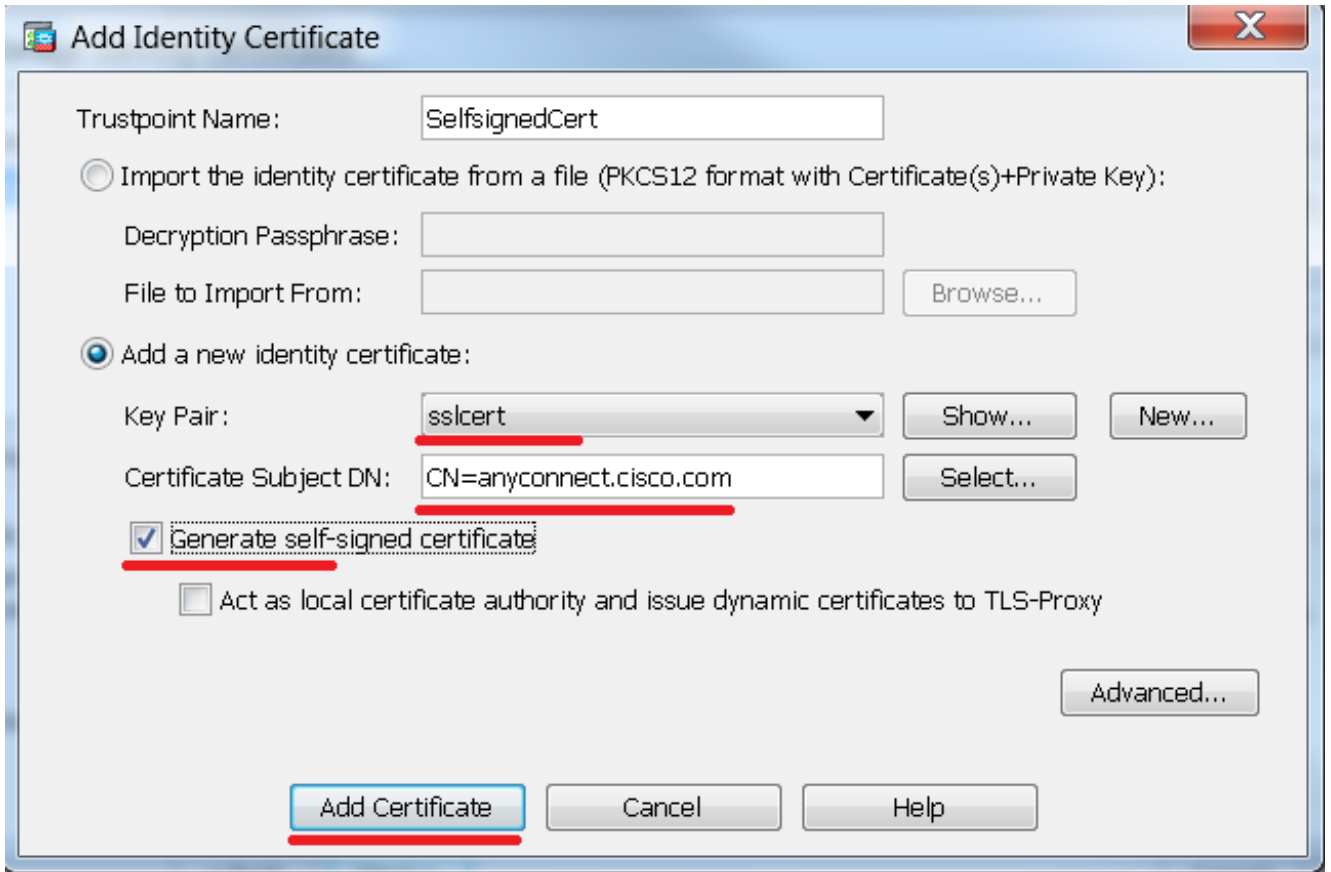 Add Identity Certificate
Trustpoint Name: SelfsignedCert
Import the identity certificate from a file (PKCS12 format with Certificate(s)+Private Key):
Decryption Passphrase:
File to Import From: Browse...
Add a new identity certificate:
Key Pair: sslcert Show... New...
Certificate Subject DN: CN=anyconnect.cisco.com Select...
Generate self-signed certificate
Act as local certificate authority and issue dynamic certificates to TLS-Proxy
Advanced...
Add Certificate Cancel Help